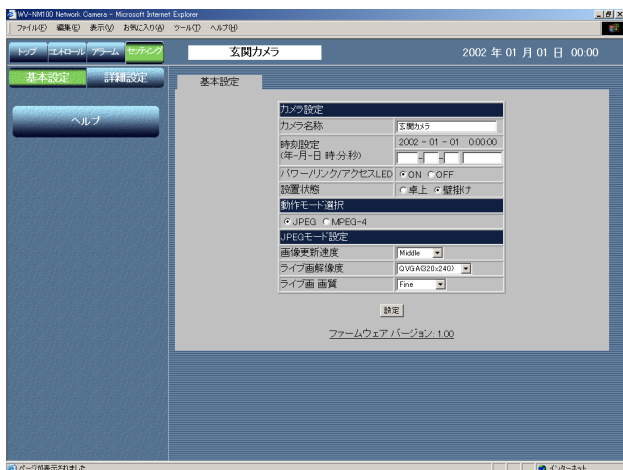 WV-NM100 Network Camera - Microsoft Internet Explorer
ファイル(F) 編集(E) 表示(V) お気に入り(A) ツール(T) ヘルプ(H)
トップ エイロール アラーム セッティング
玄関カメラ
2002 年 01 月 01 日 00:00
基本設定 詳細設定
ヘルプ
基本設定
カメラ設定
カメラ名称 玄関カメラ
時刻設定 2002 - 01 - 01 0:00:00
(年-月-日 時:分:秒) - -
パワー/リンク/アクセスLED ON OFF
設置状態 卓上 壁掛け
動作モード選択
JPEG MPEG-4
JPEGモード設定
画像更新速度 Middle
ライブ画解像度 QVGA(320x240)
ライブ画 画質 Fine
設定
ファームウェア バージョン: 1.00
ページが表示されました
インターネット